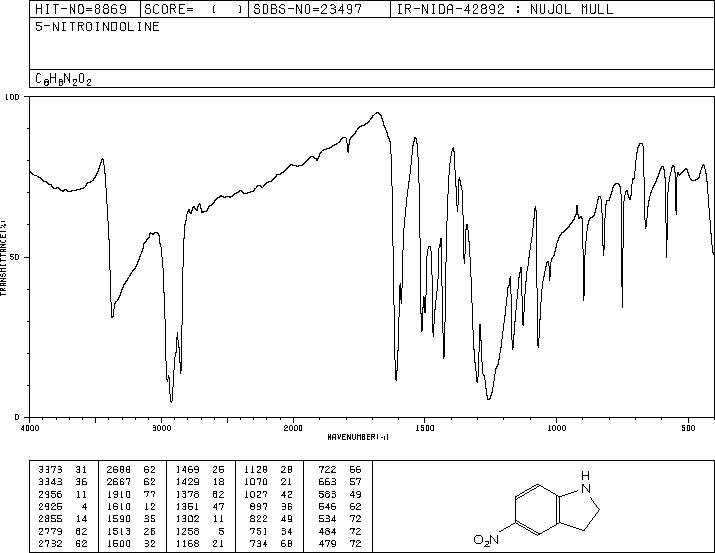 HIT-NO=8869 SCORE= ( ) SDBS-NO=23497 IR-NIDA-42892 : NUJOL MULL
5-NITROINDOLINE
C8H8N2O2
100
50
0
TRANSMITTANCE(%)
4000 3000 2000 1500 1000 500
WAVENUMBER(-1)
3373 31 2688 62 1469 25 1128 28 722 66
3343 36 2667 62 1429 18 1070 21 663 57
2956 11 1910 77 1378 62 1027 42 583 49
2925 4 1610 12 1351 47 897 36 546 62
2855 14 1590 35 1302 11 822 49 534 72
2779 62 1513 26 1258 5 751 34 484 72
2732 62 1500 32 1168 21 734 68 479 72
H
N
O2N